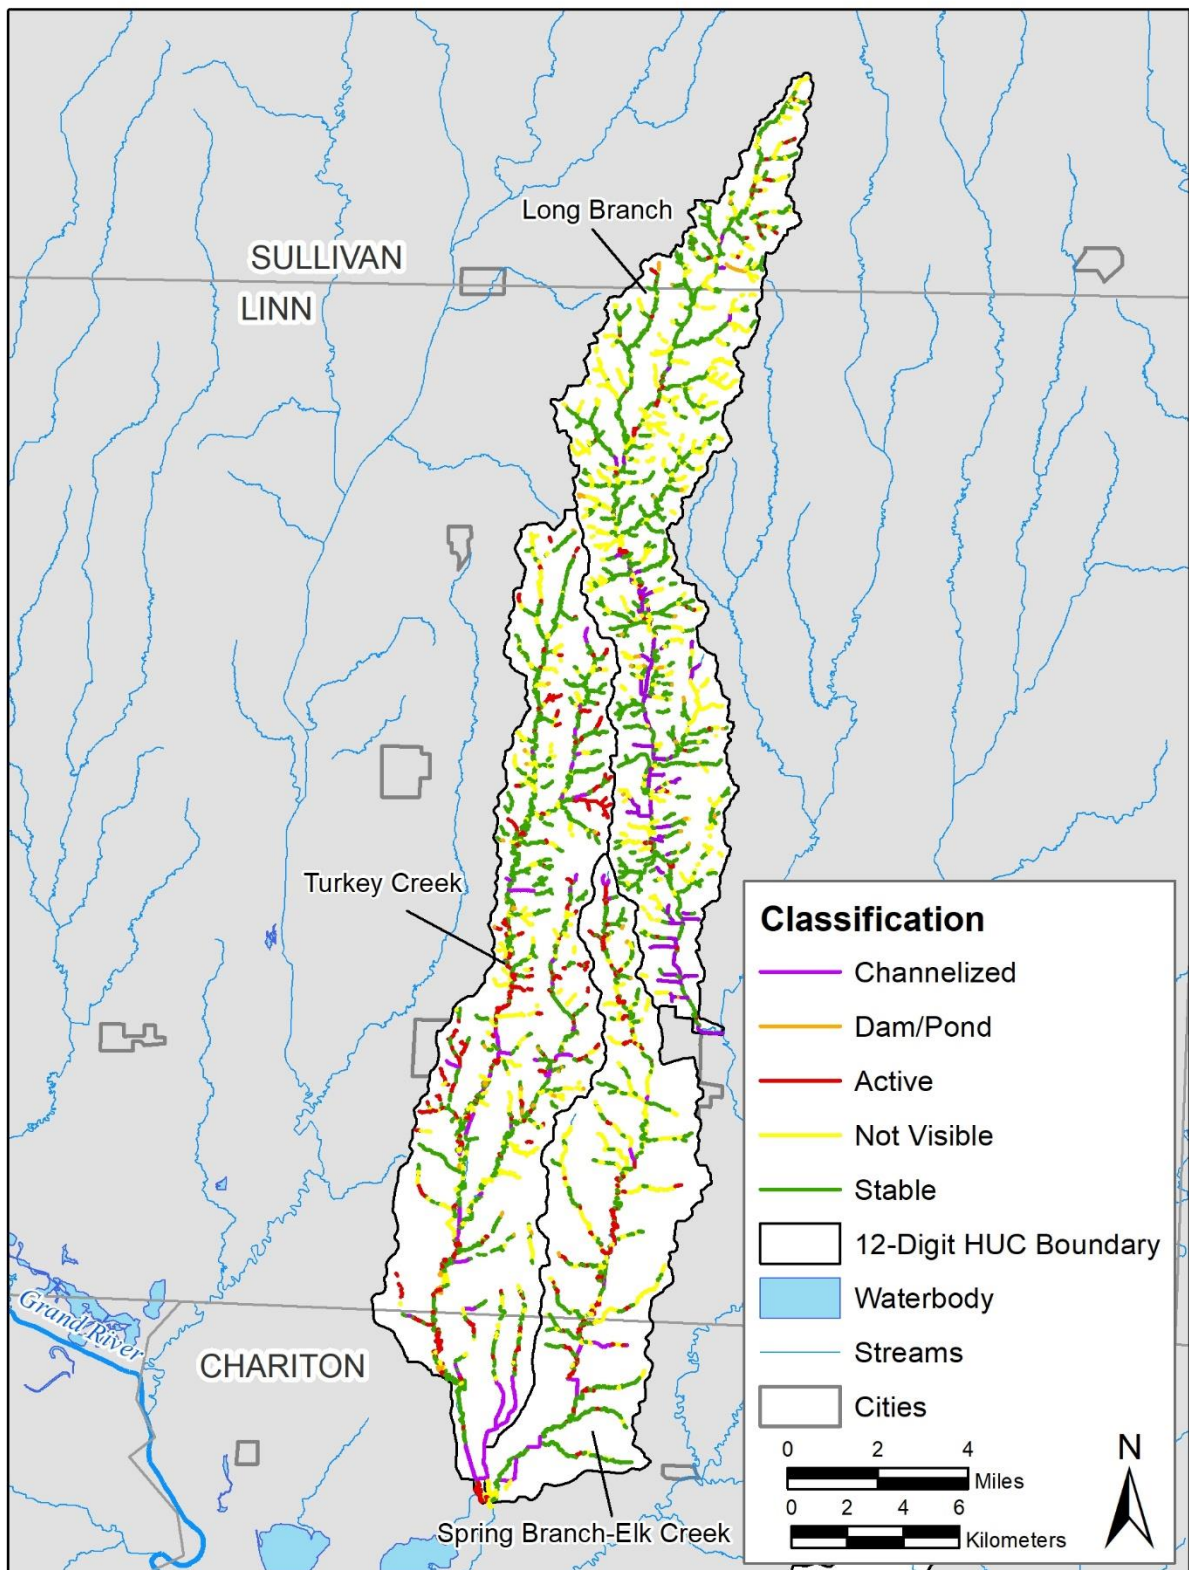 Long Branch
SULLIVAN
LINN
Turkey Creek
Classification
Channelized
Dam/Pond
Active
Not Visible
Stable
12-Digit HUC Boundary
Waterbody
Streams
Cities
Grand River
CHARITON
0 2 4
Miles
0 2 4 6
Kilometers
N
Spring Branch-Elk Creek